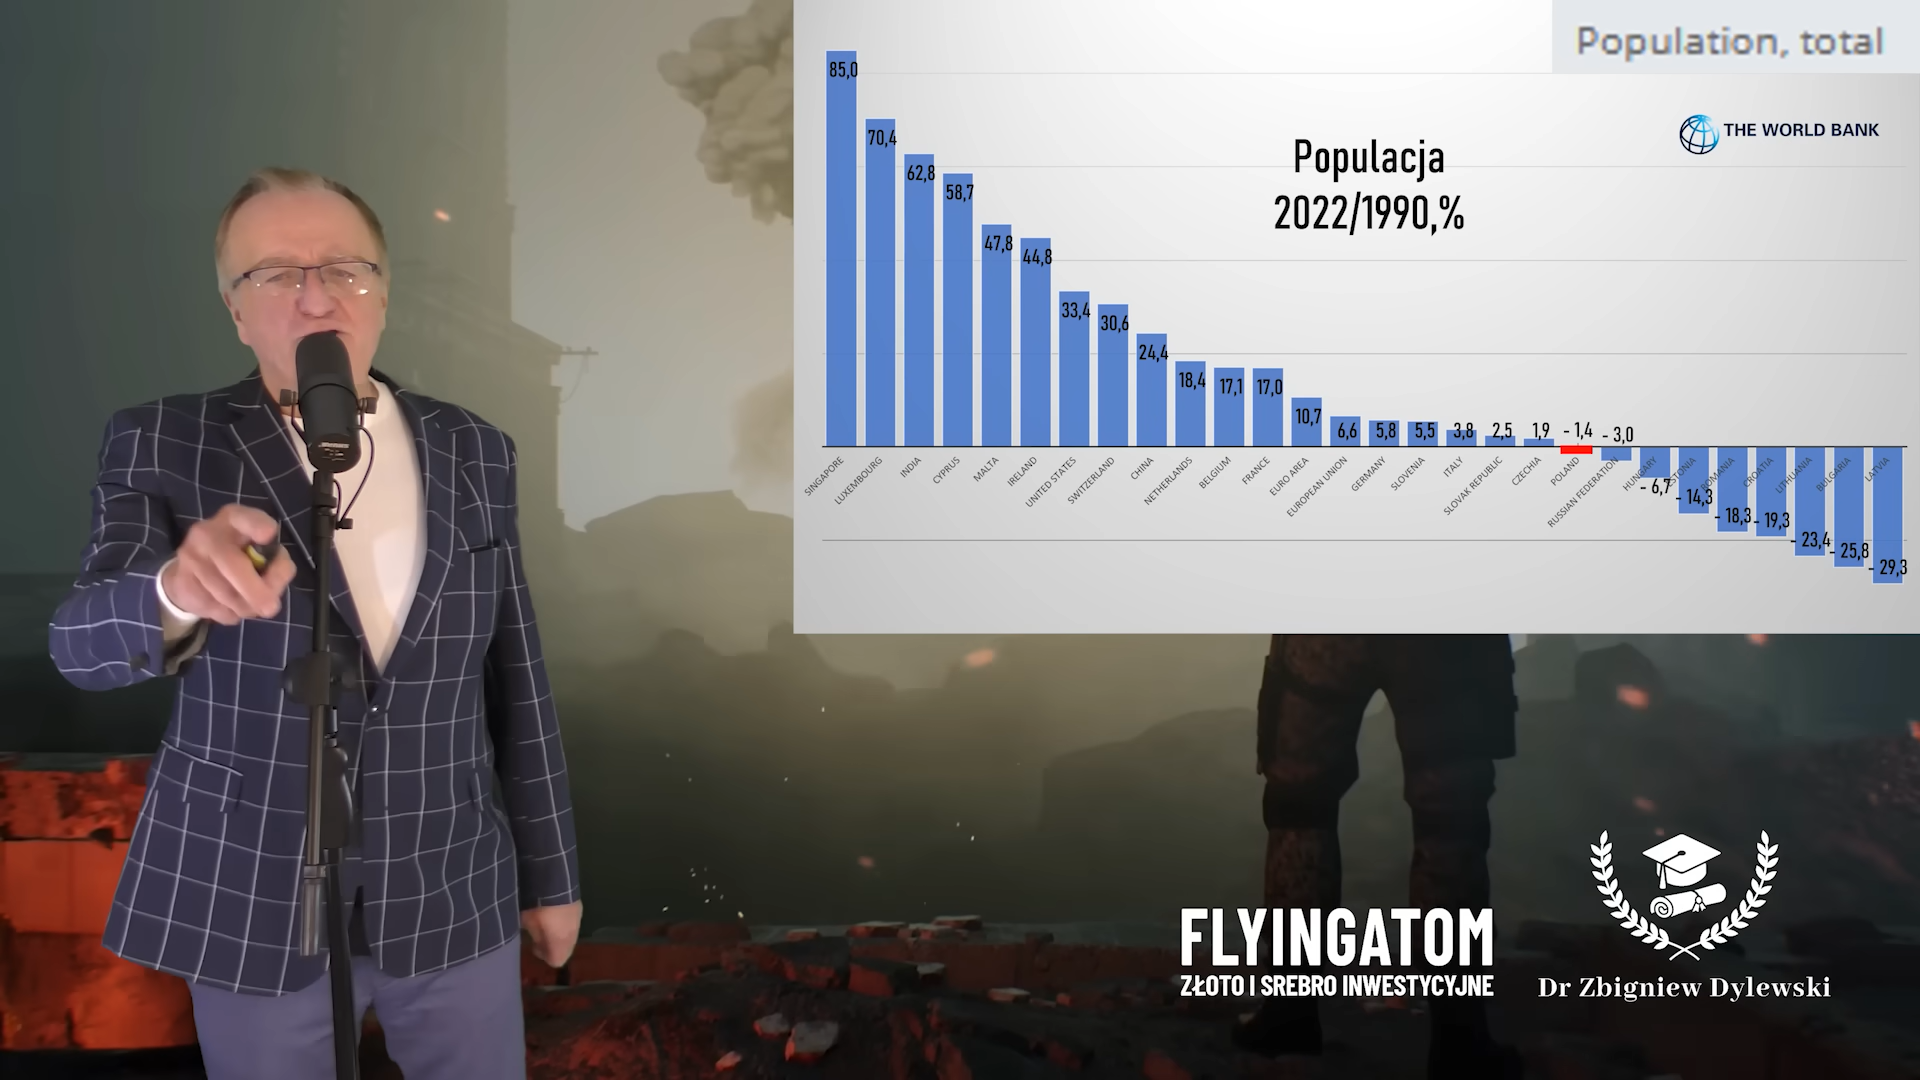 Population, total
THE WORLD BANK
Populacja
2022/1990,%
85,0
70,4
62,8
58,7
47,8
44,8
33,4
30,6
24,4
18,4
17,1
17,0
10,7
6,6
5,8
5,5
3,8
2,5
1,9
- 1,4
- 3,0
- 6,7
- 14,3
- 18,3
- 19,3
- 23,4
- 25,8
- 29,3
SINGAPORE
LUXEMBOURG
INDIA
CYPRUS
MALTA
IRELAND
UNITED STATES
SWITZERLAND
CHINA
NETHERLANDS
BELGIUM
FRANCE
EURO AREA
EUROPEAN UNION
GERMANY
SLOVENIA
ITALY
SLOVAK REPUBLIC
CZECHIA
POLAND
RUSSIAN FEDERATION
HUNGARY
ESTONIA
ROMANIA
CROATIA
LITHUANIA
BULGARIA
LATVIA
FLYINGATOM
ZŁOTO I SREBRO INWESTYCYJNE
Dr Zbigniew Dylewski